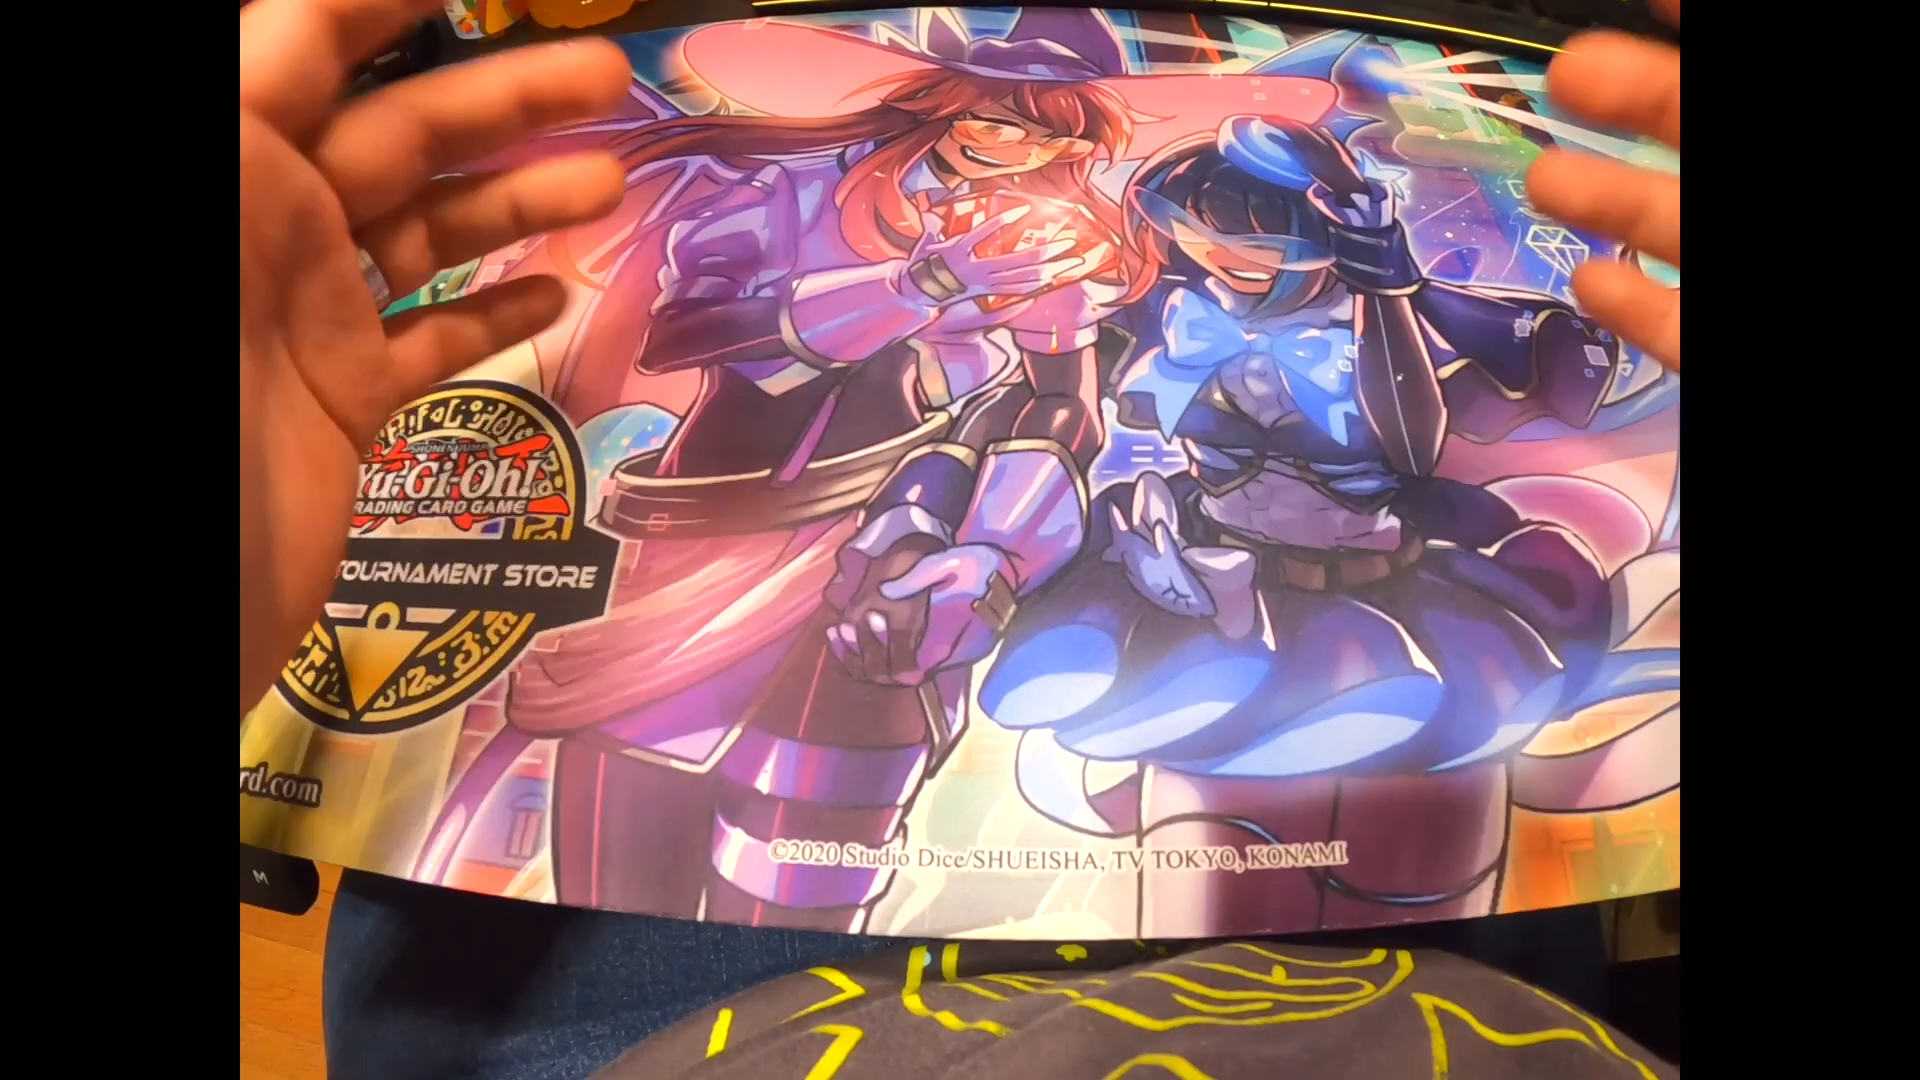 SHONEN JUMP
Yu-Gi-Oh!
TRADING CARD GAME
TOURNAMENT STORE
rd.com
M
©2020 Studio Dice/SHUEISHA, TV TOKYO, KONAMI